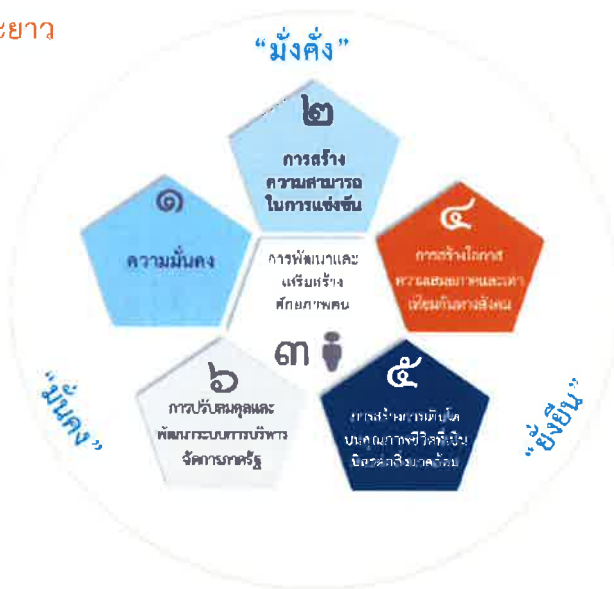 ะยาว
“มั่งคั่ง”
๒
การสร้าง
ความสามารถ
ในการแข่งขัน
๑
ความมั่นคง
๔
การสร้างโอกาส
ความเสมอภาคและเท่า
เทียมกันทางสังคม
การพัฒนาและ
เสริมสร้าง
ศักยภาพคน
๓
๖
การปรับสมดุลและ
พัฒนาระบบการบริหาร
จัดการภาครัฐ
๕
การสร้างการเติบโต
บนคุณภาพชีวิตที่เป็น
มิตรต่อสิ่งแวดล้อม
“มั่นคง”
“ยั่งยืน”